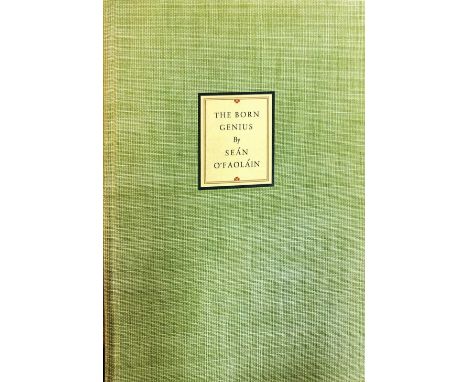 THE BORN
GENIUS
By
SEÁN
O'FAOLÁIN